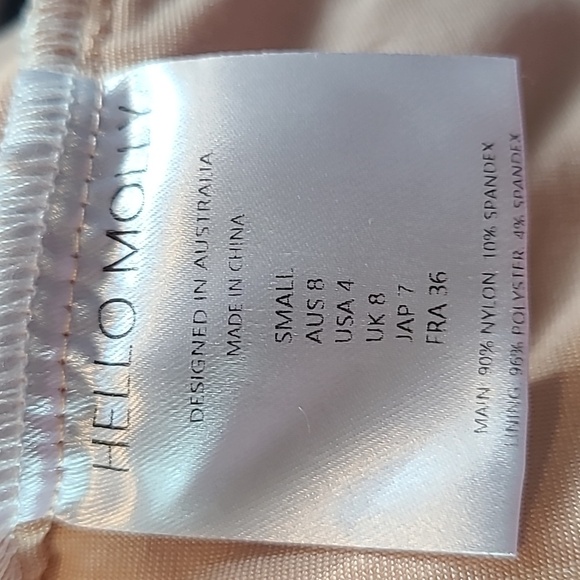 HELLO MOLLY
DESIGNED IN AUSTRALIA
MADE IN CHINA
SMALL
AUS 8
USA 4
UK 8
JAP 7
FRA 36
MAIN 90% NYLON 10% SPANDEX
LINING: 96% POLYSTER 4% SPANDEX